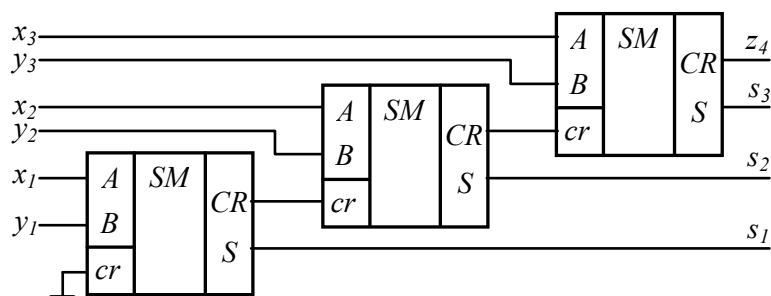 x3
A SM CR z4
y3
B S s3
cr
x2
A SM CR
y2
B S s2
cr
x1
A SM CR
y1
B S s1
cr